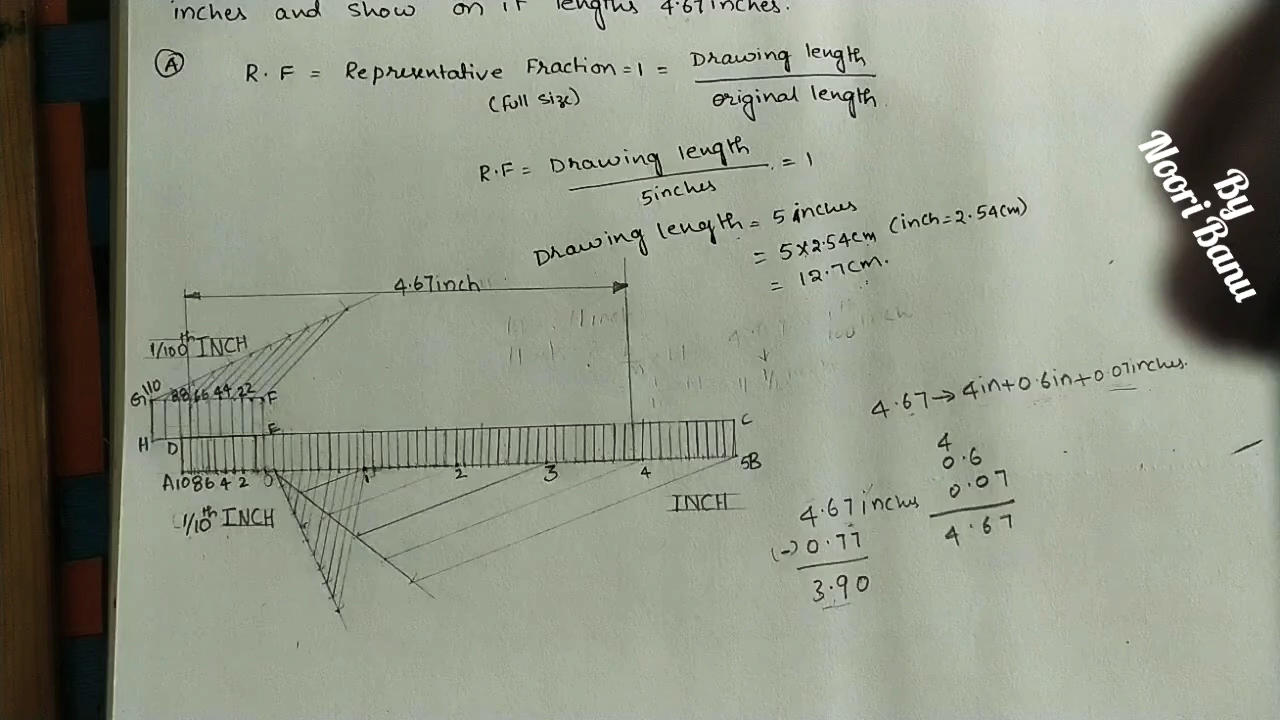 inches and show on it lengths 4.67 inches.
A
R.F = Representative Fraction = 1 = Drawing length
(Full size) original length
R.F = Drawing length = 1
5 inches
Drawing length = 5 inches
= 5×2.54cm (inch = 2.54cm)
= 12.7cm.
By
Noori Banu
4.67 inch
1/100th INCH
G 110 88 66 44 22 F
H D E C
A 10 8 6 4 2 0 1 2 3 4 5B
1/10th INCH
INCH
4.67 → 4in+0.6in+0.07inches.
4
0.6
0.07
4.67
4.67 inches
(-) 0.77
3.90